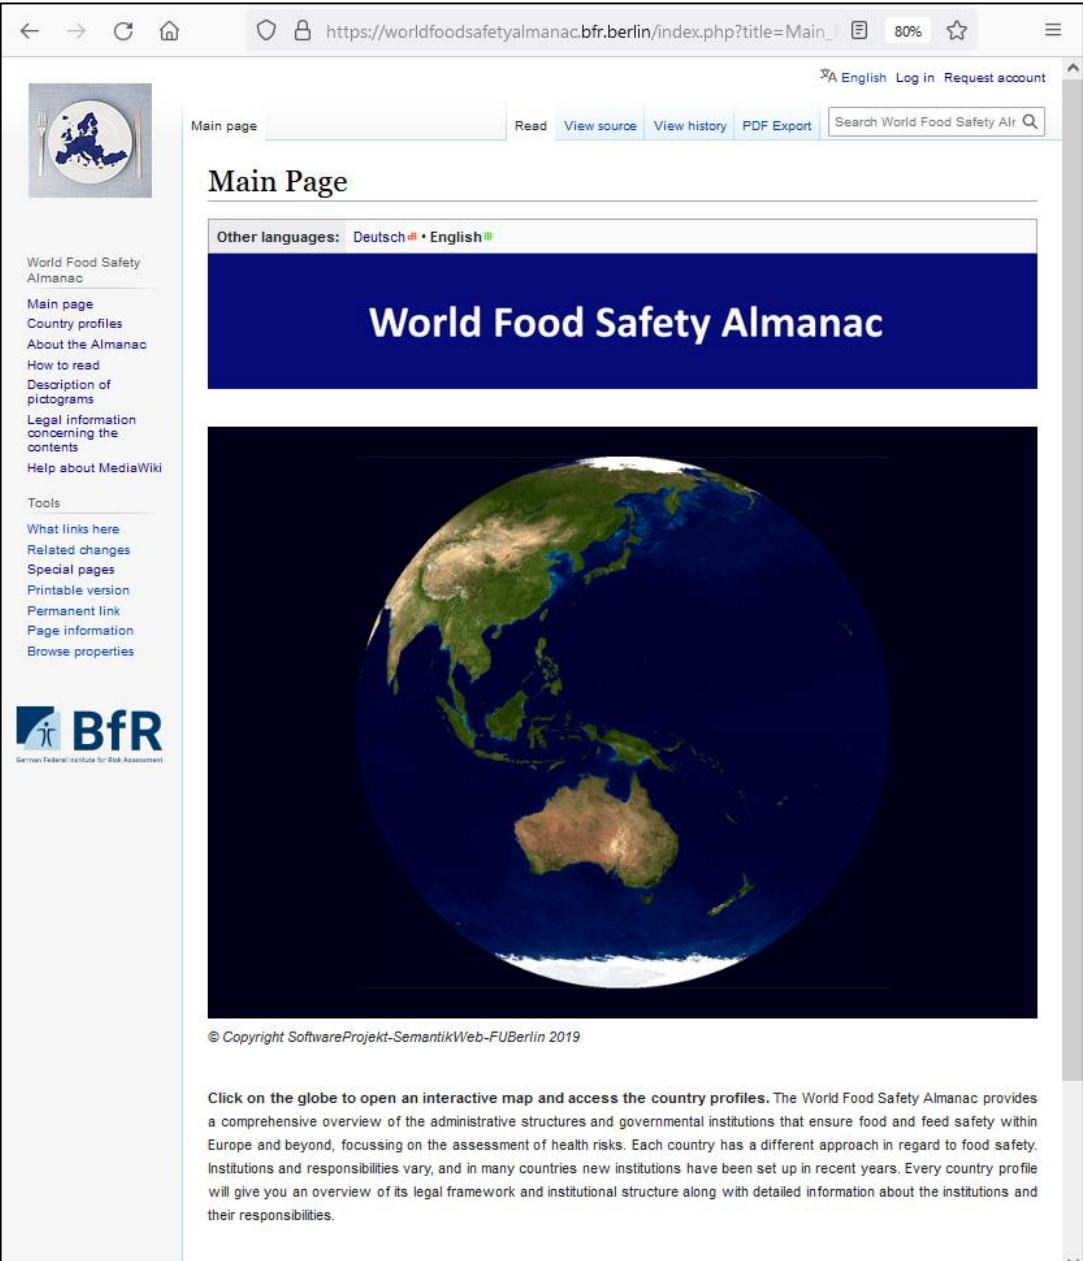 https://worldfoodsafetyalmanac.bfr.berlin/index.php?title=Main_
80%
English Log in Request account
Main page
Read View source View history PDF Export
Search World Food Safety Alr
Main Page
Other languages: Deutsch • English
World Food Safety Almanac
World Food Safety
Almanac
Main page
Country profiles
About the Almanac
How to read
Description of
pictograms
Legal information
concerning the
contents
Help about MediaWiki
Tools
What links here
Related changes
Special pages
Printable version
Permanent link
Page information
Browse properties
BfR
German Federal Institute for Risk Assessment
© Copyright SoftwareProjekt-SemantikWeb-FUBerlin 2019
Click on the globe to open an interactive map and access the country profiles. The World Food Safety Almanac provides
a comprehensive overview of the administrative structures and governmental institutions that ensure food and feed safety within
Europe and beyond, focussing on the assessment of health risks. Each country has a different approach in regard to food safety.
Institutions and responsibilities vary, and in many countries new institutions have been set up in recent years. Every country profile
will give you an overview of its legal framework and institutional structure along with detailed information about the institutions and
their responsibilities.